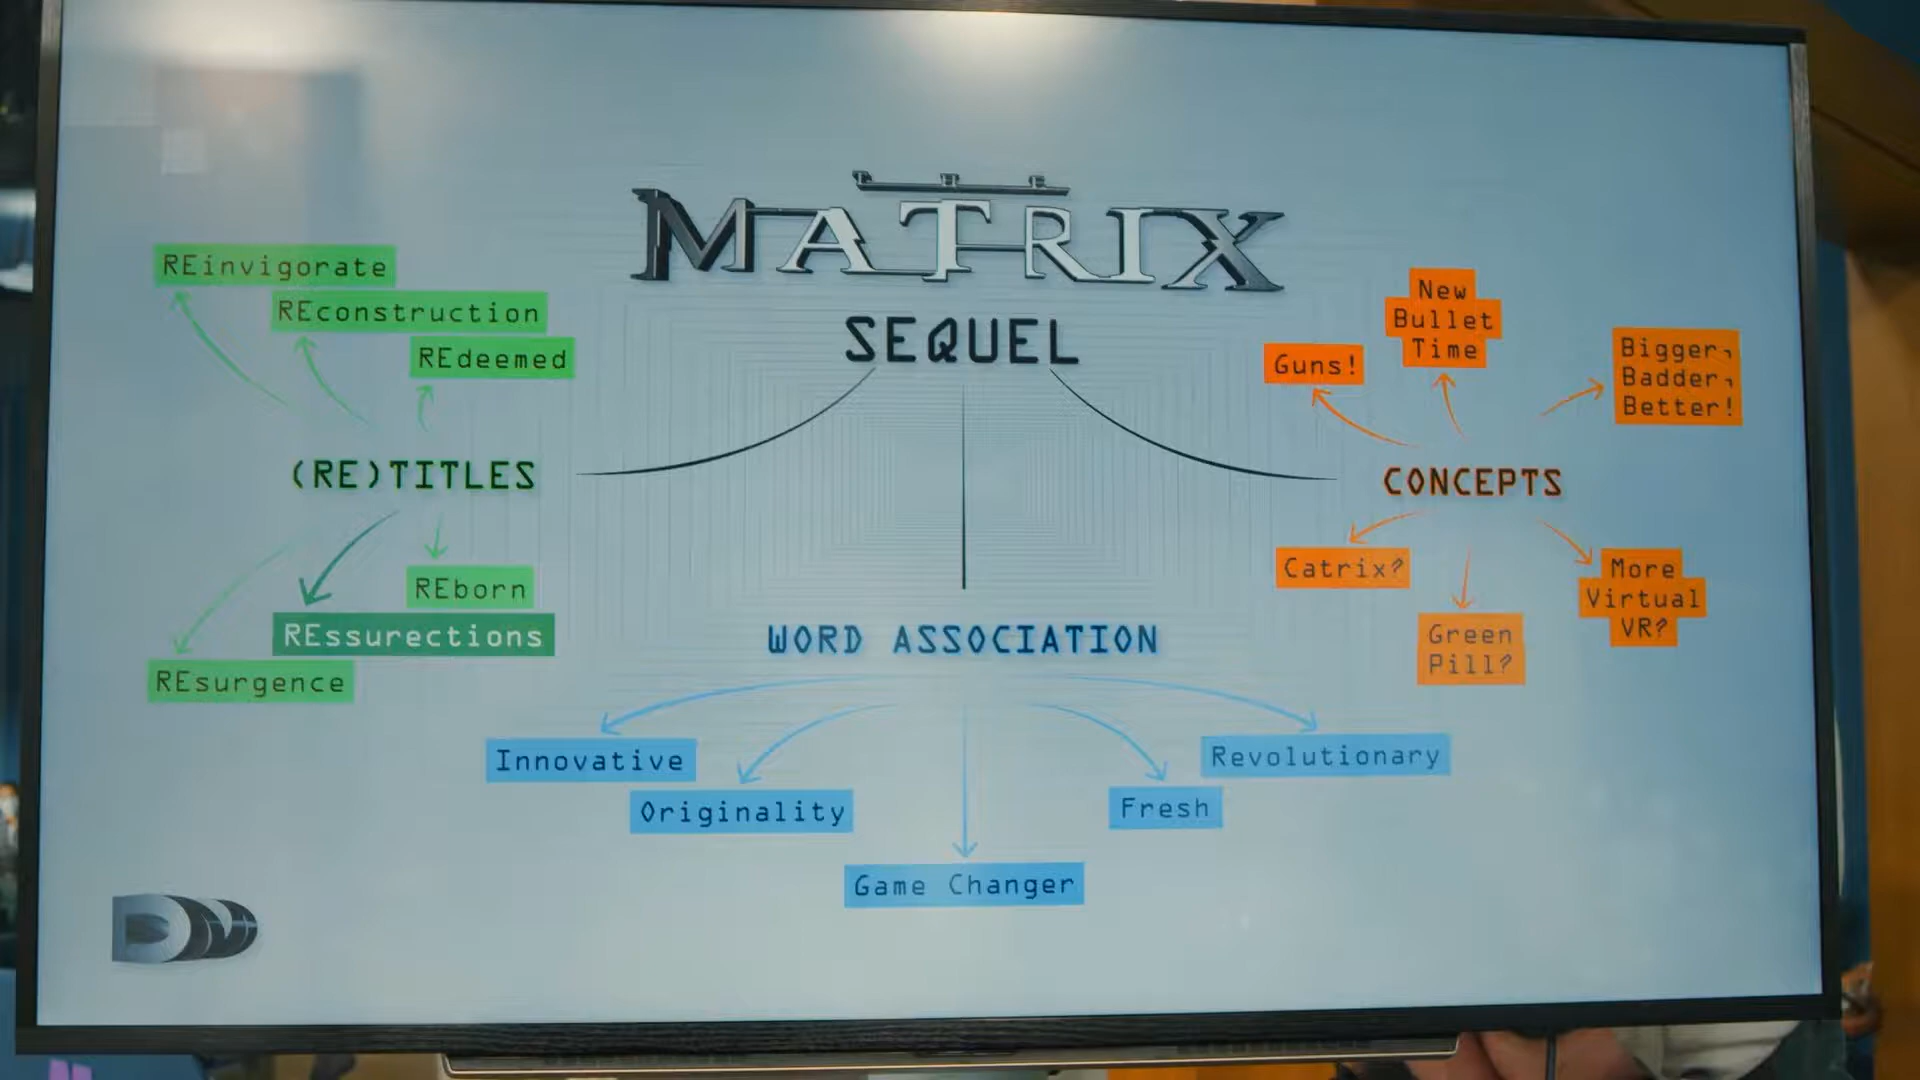 THE
MATRIX
SEQUEL
(RE)TITLES
REinvigorate
REconstruction
REdeemed
REborn
REssurections
REsurgence
WORD ASSOCIATION
Innovative
Originality
Game Changer
Fresh
Revolutionary
CONCEPTS
Guns!
New
Bullet
Time
Bigger,
Badder,
Better!
Catrix?
Green
Pill?
More
Virtual
VR?